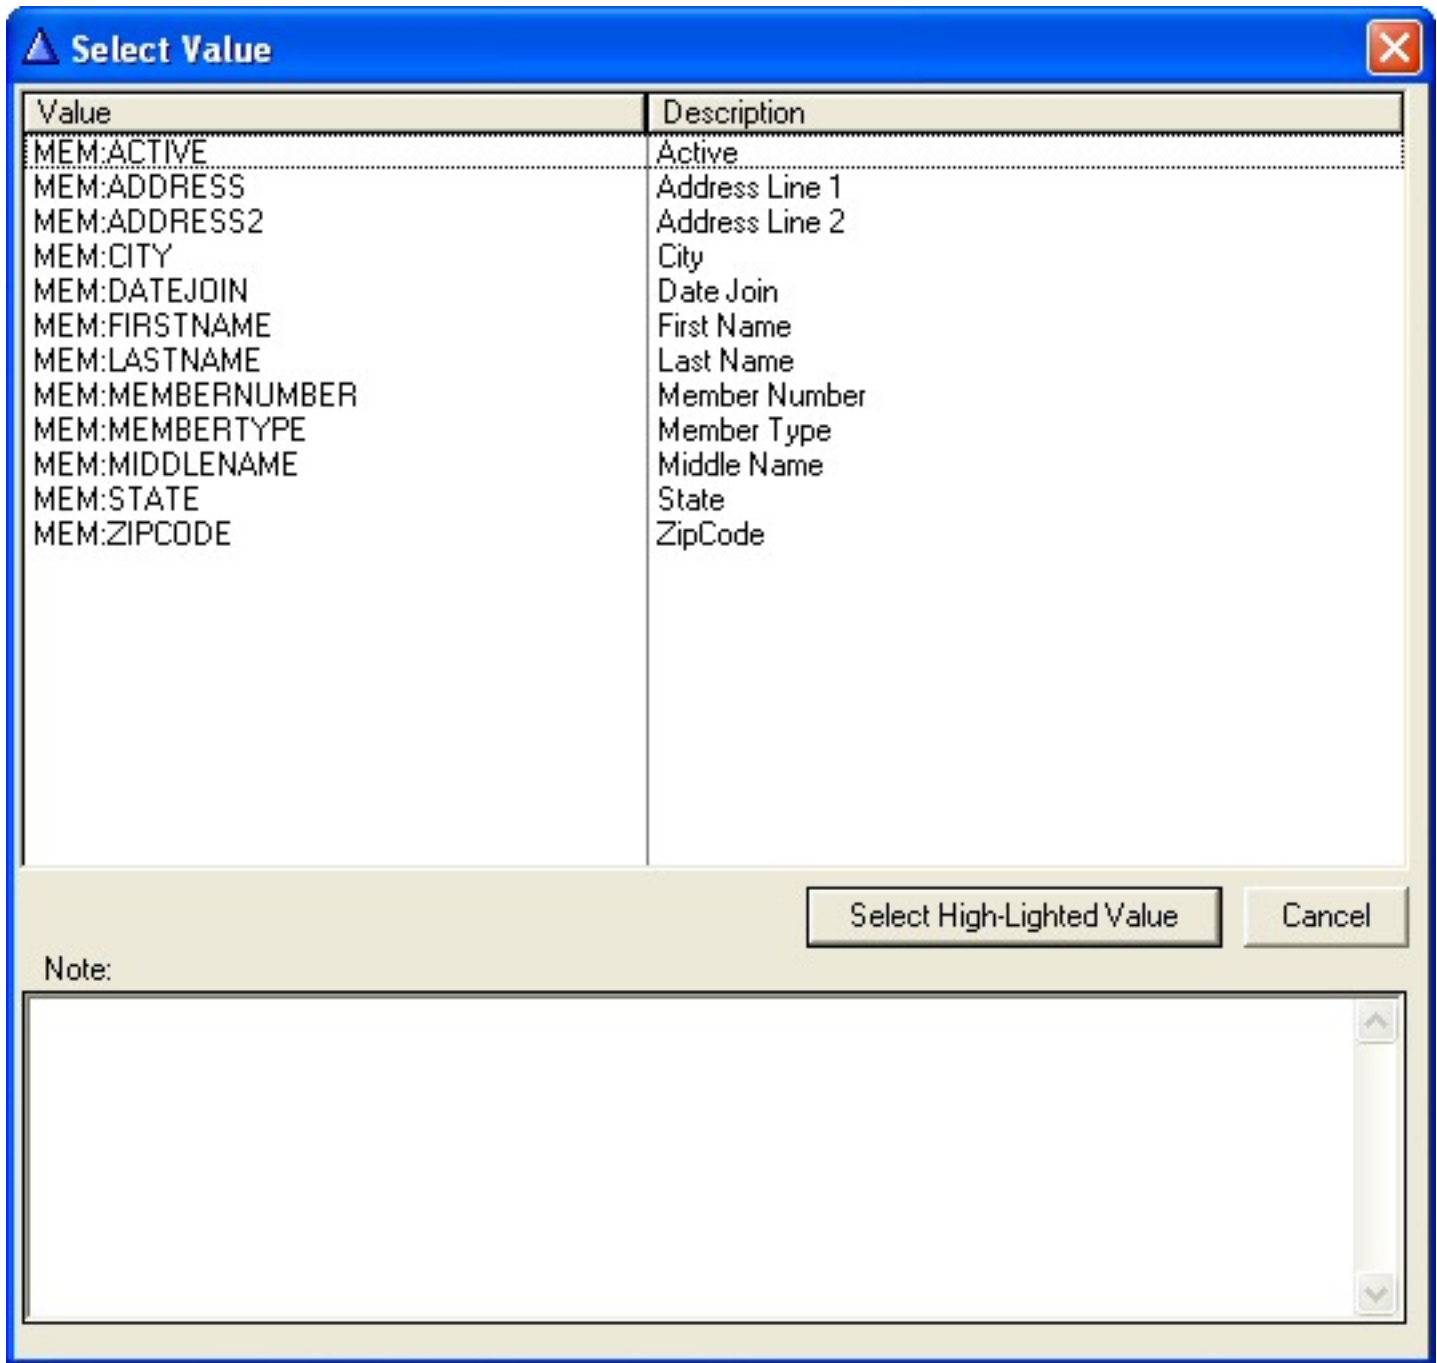 Select Value
Value Description
MEM:ACTIVE Active
MEM:ADDRESS Address Line 1
MEM:ADDRESS2 Address Line 2
MEM:CITY City
MEM:DATEJOIN Date Join
MEM:FIRSTNAME First Name
MEM:LASTNAME Last Name
MEM:MEMBERNUMBER Member Number
MEM:MEMBERTYPE Member Type
MEM:MIDDLENAME Middle Name
MEM:STATE State
MEM:ZIPCODE ZipCode
Select High-Lighted Value Cancel
Note: